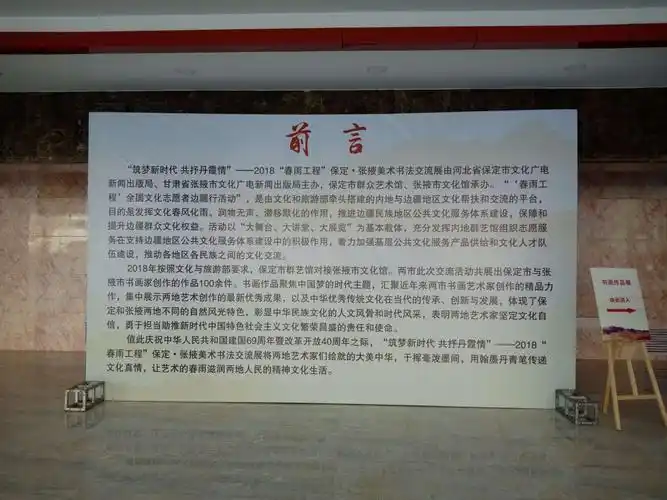 前言
“筑梦新时代 共抒丹霞情”——2018“春雨工程”保定·张掖美术书法交流展由河北省保定市文化广电
新闻出版局、甘肃省张掖市文化广电新闻出版局主办，保定市群众艺术馆、张掖市文化馆承办。“‘春雨工
程’全国文化志愿者边疆行活动”，是由文化和旅游部牵头搭建的内地与边疆地区文化帮扶和交流的平台，
目的是发挥文化春风化雨、润物无声、潜移默化的作用，推进边疆民族地区公共文化服务体系建设，保障和
提升边疆群众文化权益。活动以“大舞台、大讲堂、大展览”为基本载体，充分发挥内地群艺馆组织志愿服
务在支持边疆地区公共文化服务体系建设中的积极作用，着力加强基层公共文化服务产品供给和文化人才队
伍建设，推动各地区各民族之间的文化交流。
2018年按照文化与旅游部要求，保定市群艺馆对接张掖市文化馆。两市此次交流活动共展出保定市与张
掖市书画家创作的作品100余件。书画作品聚焦中国梦的时代主题，汇聚近年来两市书画艺术家创作的精品力
作，集中展示两地艺术创作的最新优秀成果，以及中华优秀传统文化在当代的传承、创新与发展，体现了保
定和张掖两地不同的自然风光特色，彰显中华民族文化的人文风骨和时代风采，表明两地艺术家坚定文化自
信，勇于担当助推新时代中国特色社会主义文化繁荣昌盛的责任和使命。
值此庆祝中华人民共和国建国69周年暨改革开放40周年之际，“筑梦新时代 共抒丹霞情”——2018“
春雨工程”保定·张掖美术书法交流展将两地艺术家们绘就的大美中华，于挥毫泼墨间，用翰墨丹青笔传递
文化真情，让艺术的春雨滋润两地人民的精神文化生活。
书画作品展
由此进入